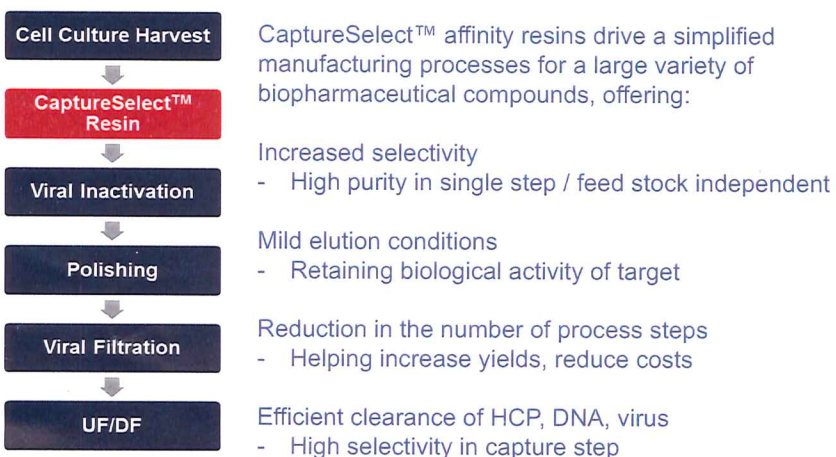 Cell Culture Harvest
CaptureSelect™
Resin
Viral Inactivation
Polishing
Viral Filtration
UF/DF
CaptureSelect™ affinity resins drive a simplified
manufacturing processes for a large variety of
biopharmaceutical compounds, offering:
Increased selectivity
- High purity in single step / feed stock independent
Mild elution conditions
- Retaining biological activity of target
Reduction in the number of process steps
- Helping increase yields, reduce costs
Efficient clearance of HCP, DNA, virus
- High selectivity in capture step